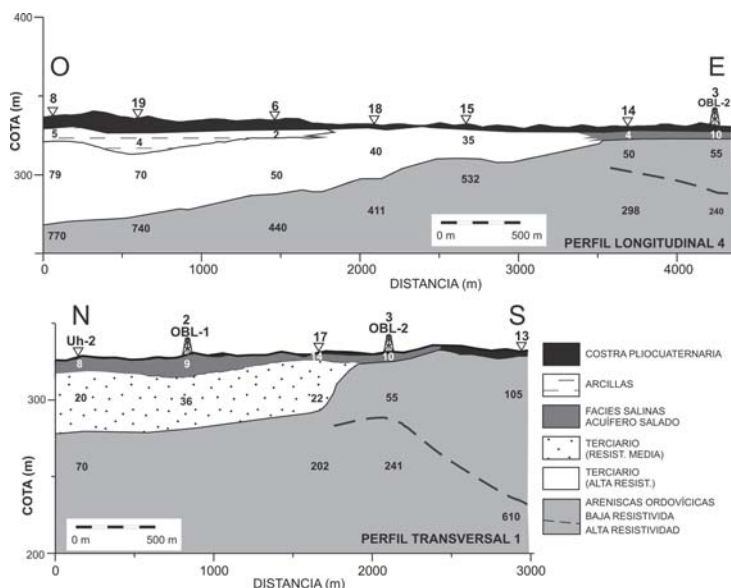 400
O
E
8
19
6
18
15
14
3
OBL-2
COTA (m)
5
4
2
35
4
10
40
50
55
300
79
70
50
532
411
298
240
770
740
440
0 m
500 m
PERFIL LONGITUDINAL 4
0
1000
2000
3000
4000
DISTANCIA (m)
N
S
2
3
Uh-2
OBL-1
17
OBL-2
13
8
9
14
10
20
36
22
55
105
300
COTA (m)
70
202
241
610
0 m
500 m
PERFIL TRANSVERSAL 1
200
0
1000
2000
3000
DISTANCIA (m)
COSTRA PLIOCUATERNARIA
ARCILLAS
FACIES SALINAS
ACUÍFERO SALADO
TERCIARIO
(RESIST. MEDIA)
TERCIARIO
(ALTA RESIST.)
ARENISCAS ORDOVÍCICAS
BAJA RESISTIVIDA
ALTA RESISTIVIDAD